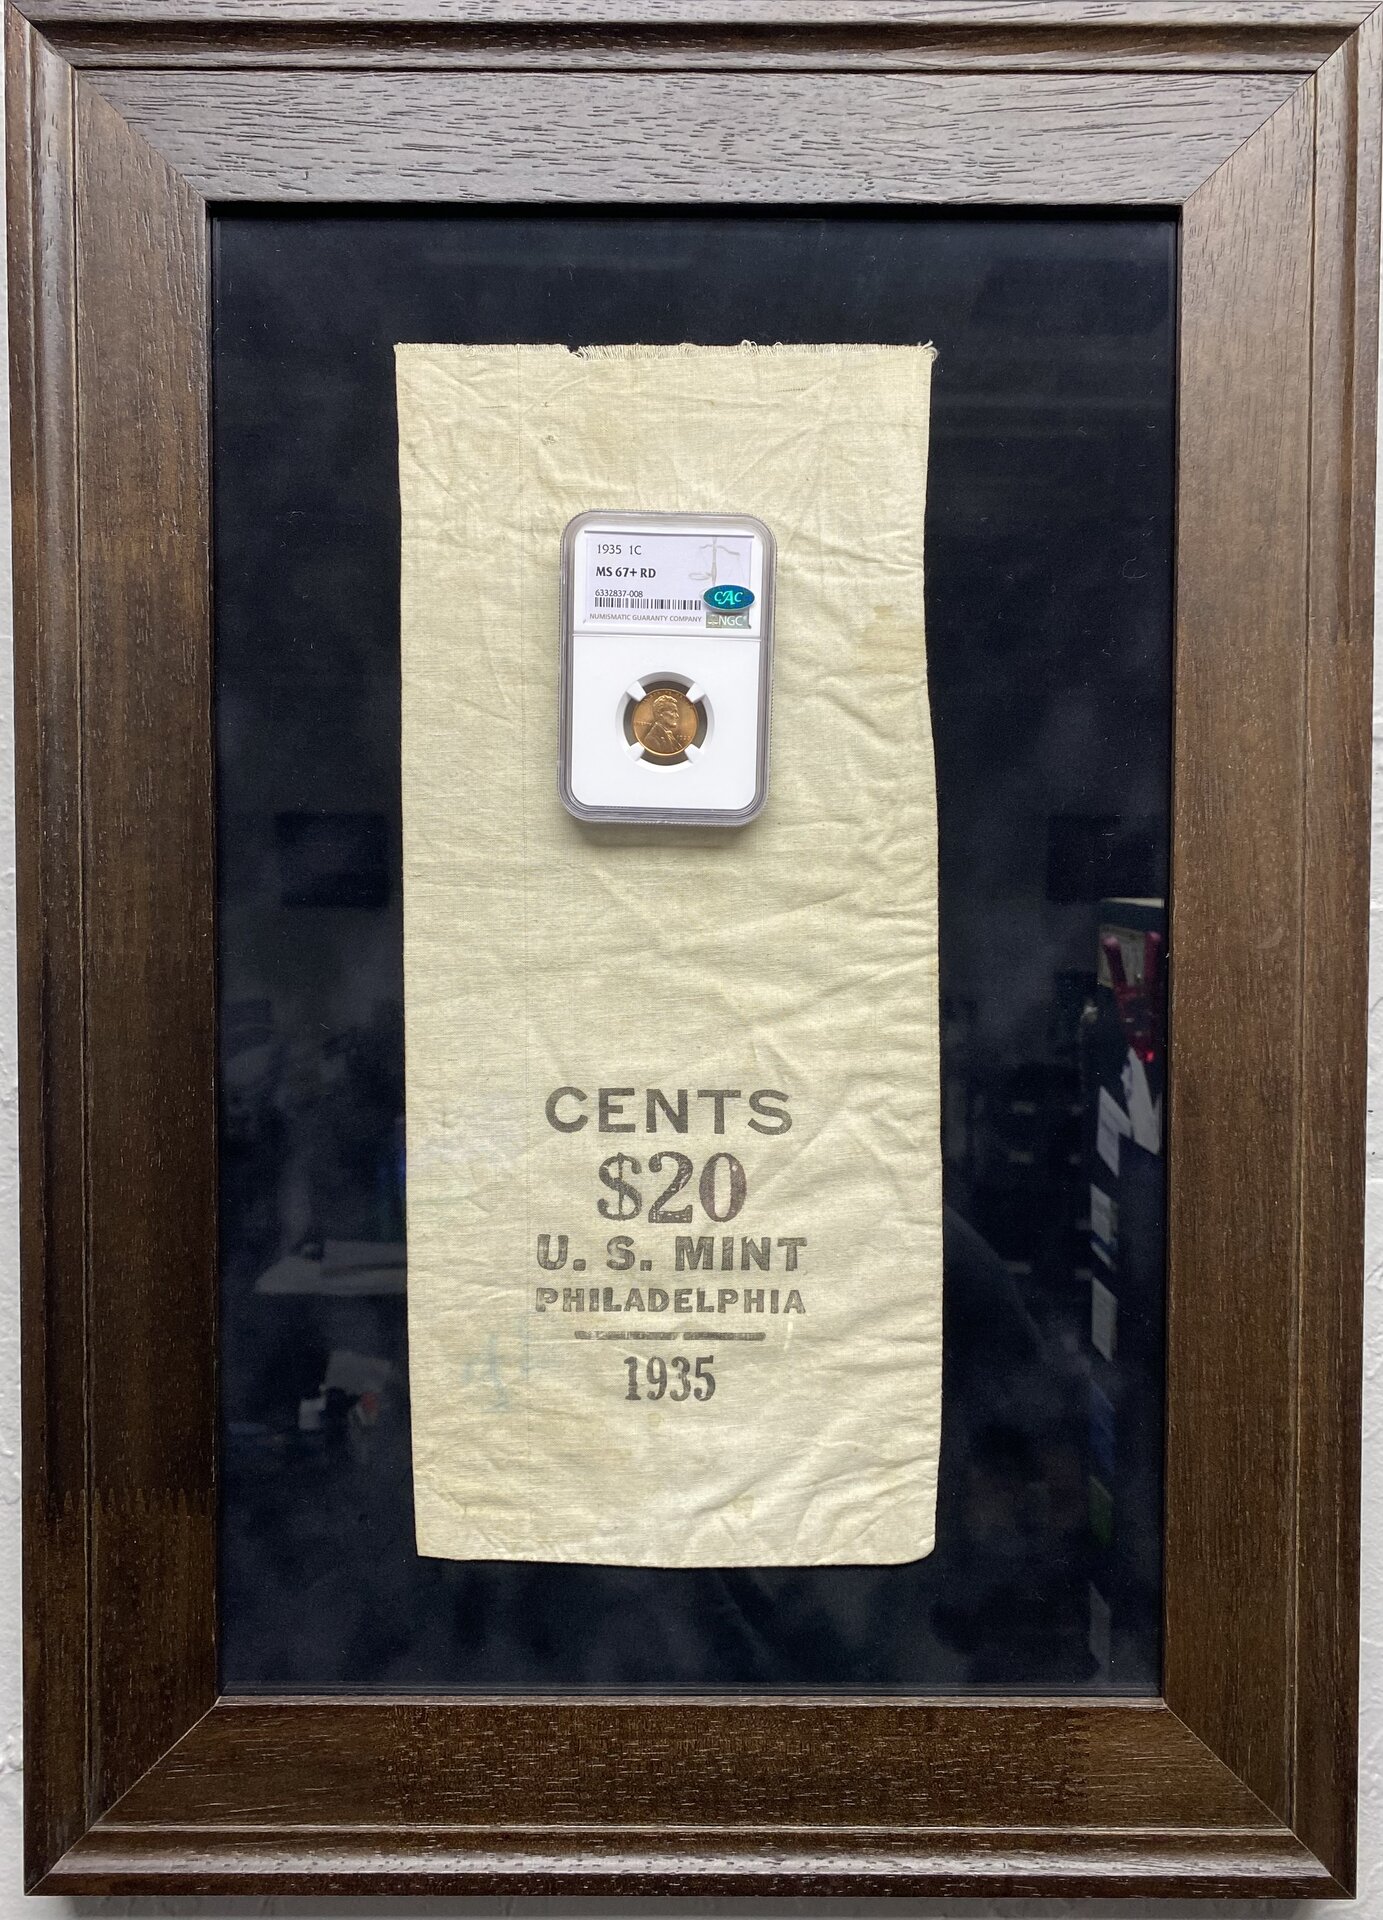 1935 1C
MS 67+ RD
6332837-008
CAC
NUMISMATIC GUARANTY COMPANY
NGC
CENTS
$20
U. S. MINT
PHILADELPHIA
1935